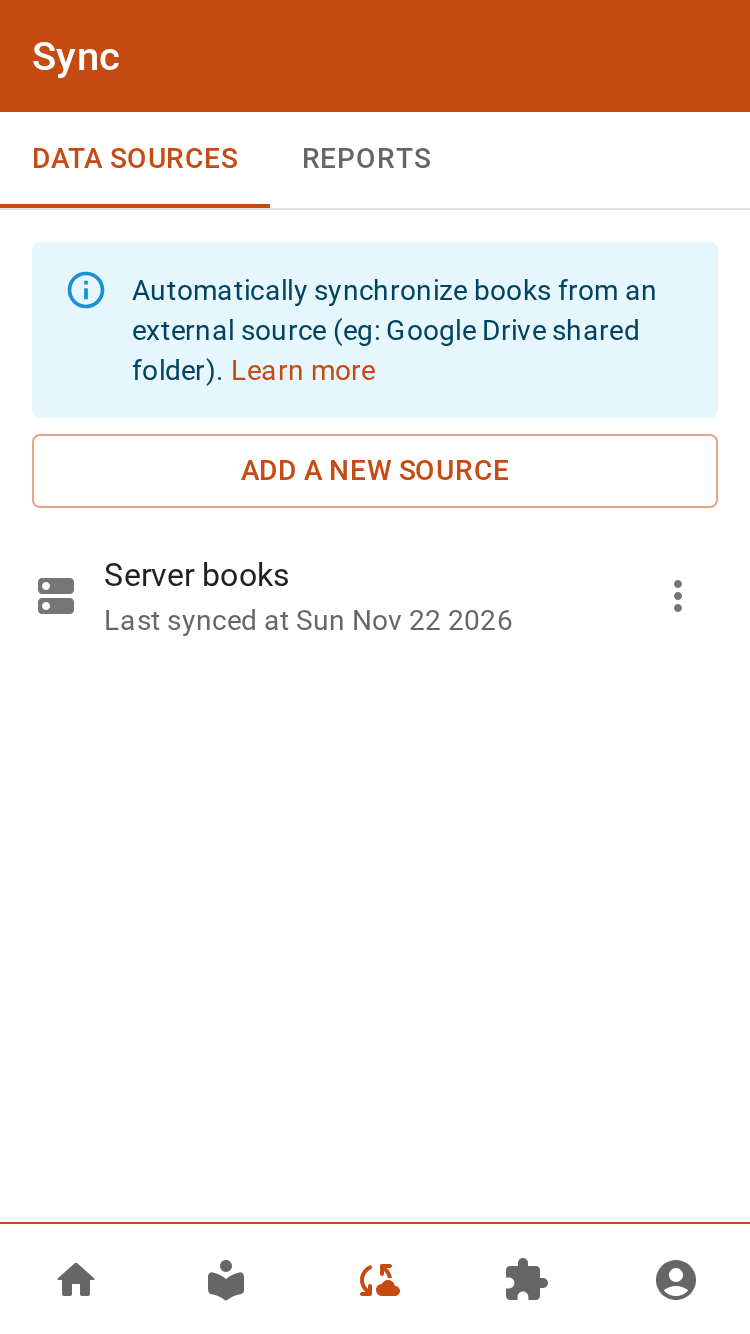 Sync
DATA SOURCES
REPORTS
Automatically synchronize books from an
external source (eg: Google Drive shared
folder). Learn more
ADD A NEW SOURCE
Server books
Last synced at Sun Nov 22 2026